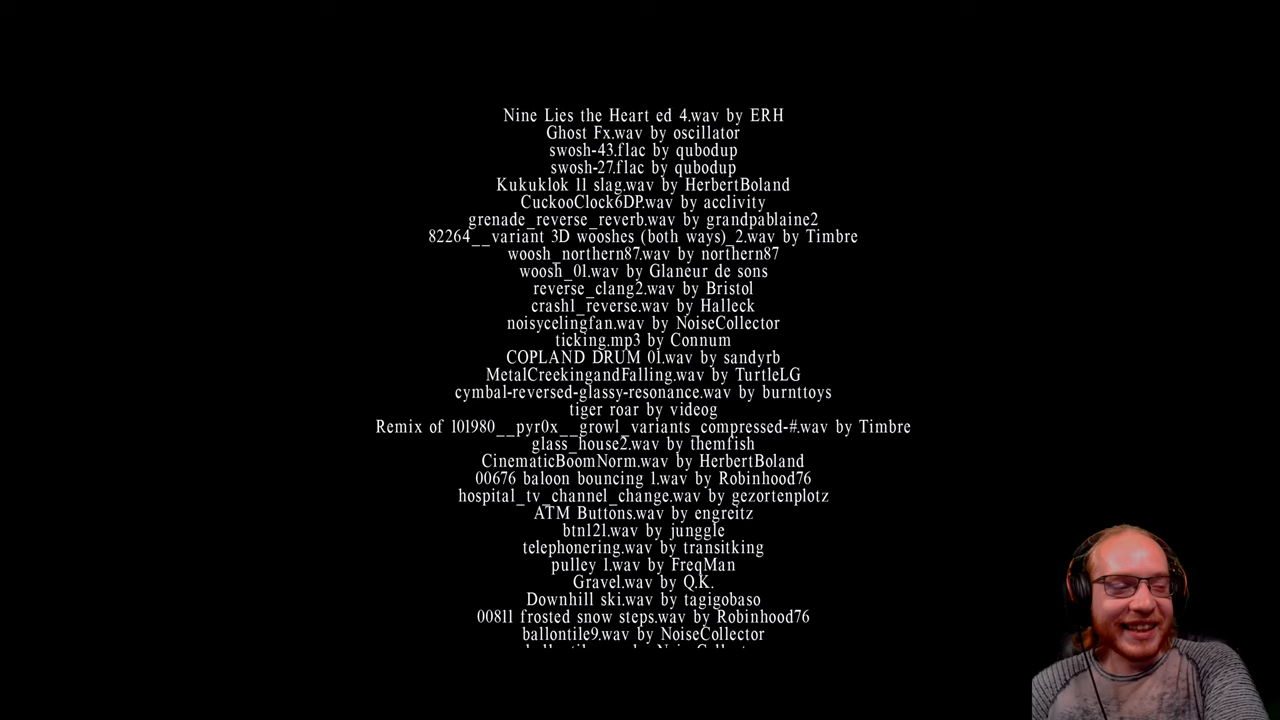 Nine Lies the Heart ed 4.wav by ERH
Ghost Fx.wav by oscillator
swosh-43.flac by qubodup
swosh-27.flac by qubodup
Kukuklok 11 slag.wav by HerbertBoland
CuckooClock6DP.wav by acclivity
grenade_reverse_reverb.wav by grandpablaine2
82264__variant 3D wooshes (both ways)_2.wav by Timbre
woosh_northern87.wav by northern87
woosh_01.wav by Glaneur de sons
reverse_clang2.wav by Bristol
crash1_reverse.wav by Halleck
noisycelingfan.wav by NoiseCollector
ticking.mp3 by Connum
COPLAND DRUM 01.wav by sandyrb
MetalCreekingandFalling.wav by TurtleLG
cymbal-reversed-glassy-resonance.wav by burnttoys
tiger roar by videog
Remix of 101980__pyr0x__growl_variants_compressed-#.wav by Timbre
glass_house2.wav by themfish
CinematicBoomNorm.wav by HerbertBoland
00676 baloon bouncing 1.wav by Robinhood76
hospital_tv_channel_change.wav by gezortenplotz
ATM Buttons.wav by engreitz
btn121.wav by junggle
telephonering.wav by transitking
pulley 1.wav by FreqMan
Gravel.wav by Q.K.
Downhill ski.wav by tagigobaso
00811 frosted snow steps.wav by Robinhood76
ballontile9.wav by NoiseCollector